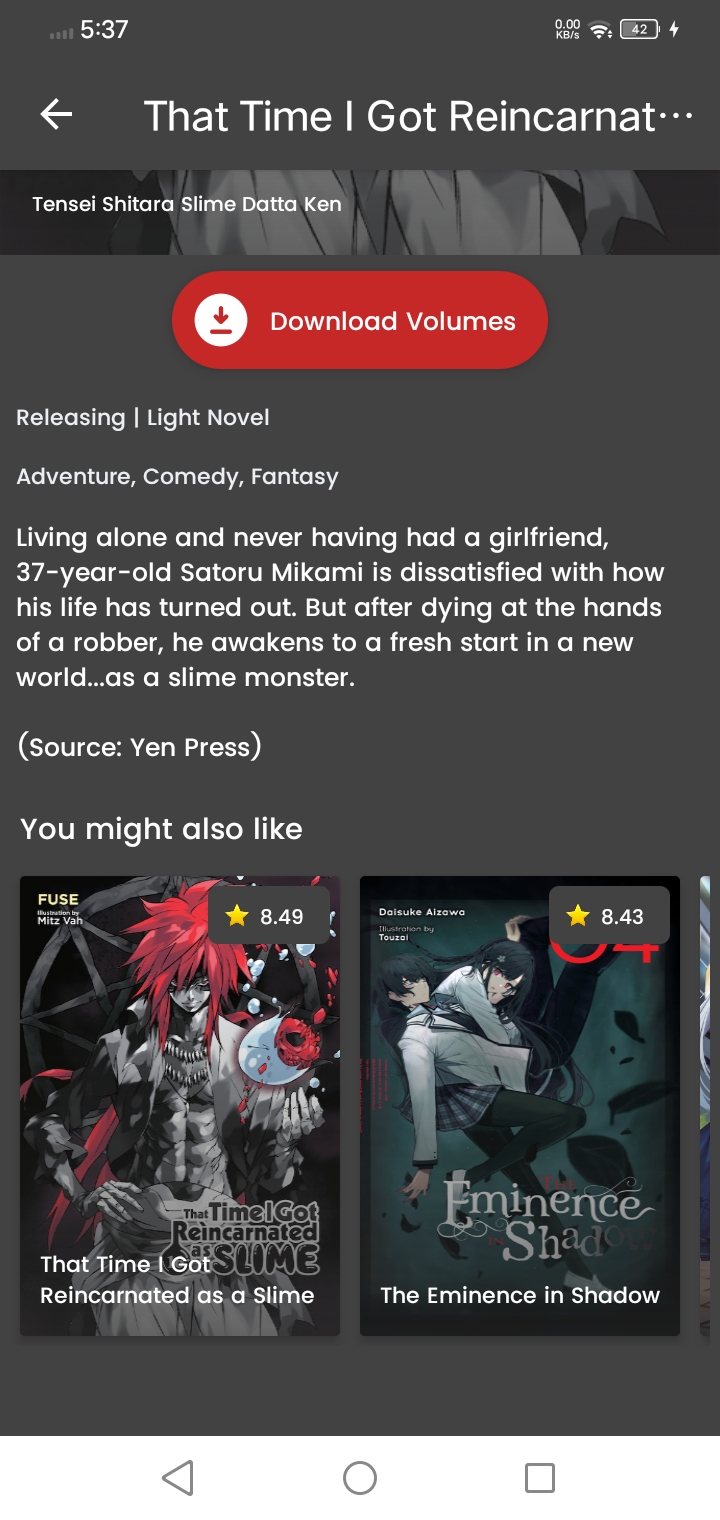 5:37
0.00
KB/s
42
That Time I Got Reincarnat...
Tensei Shitara Slime Datta Ken
Download Volumes
Releasing | Light Novel
Adventure, Comedy, Fantasy
Living alone and never having had a girlfriend,
37-year-old Satoru Mikami is dissatisfied with how
his life has turned out. But after dying at the hands
of a robber, he awakens to a fresh start in a new
world...as a slime monster.
(Source: Yen Press)
You might also like
FUSE
Illustration by
Mitz Vah
8.49
That Time I Got
Reincarnated
as a SLIME
That Time I Got
Reincarnated as a Slime
Daisuke Aizawa
Illustration by
Touzai
8.43
04
The
Eminence
IN
Shadow
The Eminence in Shadow